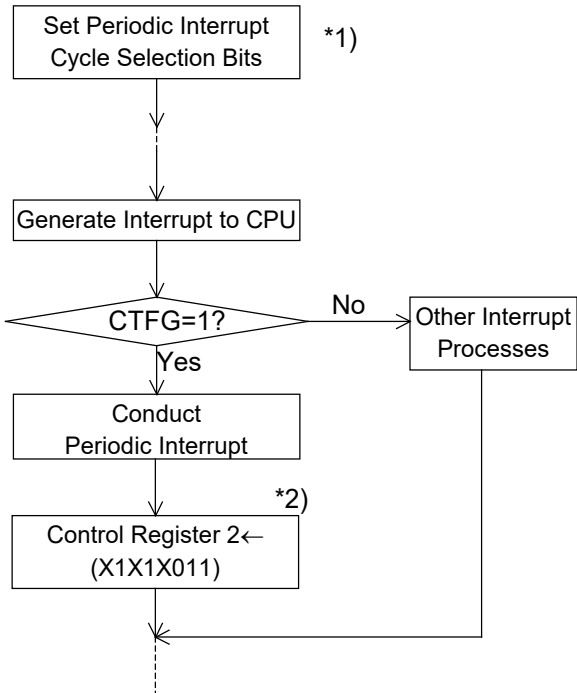 Set Periodic Interrupt
Cycle Selection Bits
*1)
Generate Interrupt to CPU
CTFG=1?
No
Other Interrupt
Processes
Yes
Conduct
Periodic Interrupt
*2)
Control Register 2←
(X1X1X011)